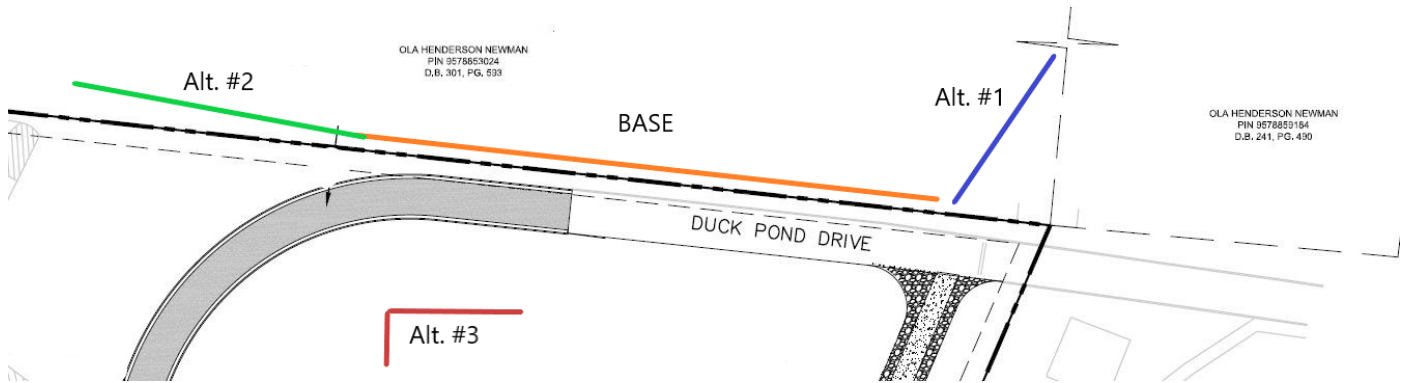 OLA HENDERSON NEWMAN
PIN 9578853024
D.B. 301, PG. 593
Alt. #2
BASE
Alt. #1
OLA HENDERSON NEWMAN
PIN 9578859184
D.B. 241, PG. 490
DUCK POND DRIVE
Alt. #3